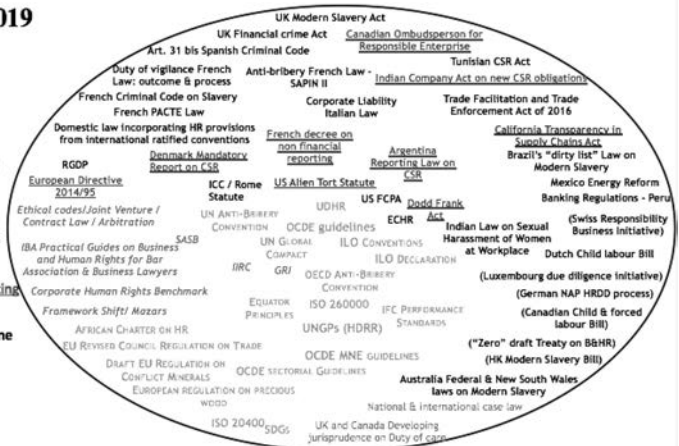 2019
UK Modern Slavery Act
UK Financial crime Act
Canadian Ombudsperson for
Responsible Enterprise
Art. 31 bis Spanish Criminal Code
Tunisian CSR Act
Duty of vigilance French
Law: outcome & process
Anti-bribery French Law -
SAPIN II
Indian Company Act on new CSR obligations
French Criminal Code on Slavery
Corporate Liability
Italian Law
Trade Facilitation and Trade
Enforcement Act of 2016
French PACTE Law
Domestic law incorporating HR provisions
from international ratified conventions
French decree on
non financial
reporting
California Transparency in
Supply Chains Act
Brazil's "dirty list" Law on
Modern Slavery
RGDP
Denmark Mandatory
Report on CSR
Argentina
Reporting Law on
CSR
European Directive
2014/95
ICC / Rome
Statute
US Alien Tort Statute
Mexico Energy Reform
US FCPA
Dodd Frank
Act
Banking Regulations - Peru
Ethical codes/Joint Venture /
Contract Law / Arbitration
UN Anti-Bribery
Convention
UDHR
OCDE guidelines
ECHR
Indian Law on Sexual
Harassment of Women
at Workplace
(Swiss Responsibility
Business Initiative)
SASB
UN Global
Compact
ILO Conventions
Dutch Child labour Bill
IBA Practical Guides on Business
and Human Rights for Bar
Association & Business Lawyers
IIRC
GRI
ILO Declaration
OECD Anti-Bribery
Convention
(Luxembourg due diligence initiative)
Corporate Human Rights Benchmark
(German NAP HRDD process)
Framework Shift/ Mazars
Equator
Principles
ISO 260000
IFC Performance
Standards
(Canadian Child & forced
labour Bill)
African Charter on HR
UNGPs (HDRR)
("Zero" draft Treaty on B&HR)
EU Revised Council Regulation on Trade
(HK Modern Slavery Bill)
Draft EU Regulation on
Conflict Minerals
OCDE MNE guidelines
OCDE sectorial Guidelines
European regulation on precious
wood
Australia Federal & New South Wales
laws on Modern Slavery
National & international case law
ISO 20400
SDGs
UK and Canada Developing
jurisprudence on Duty of care